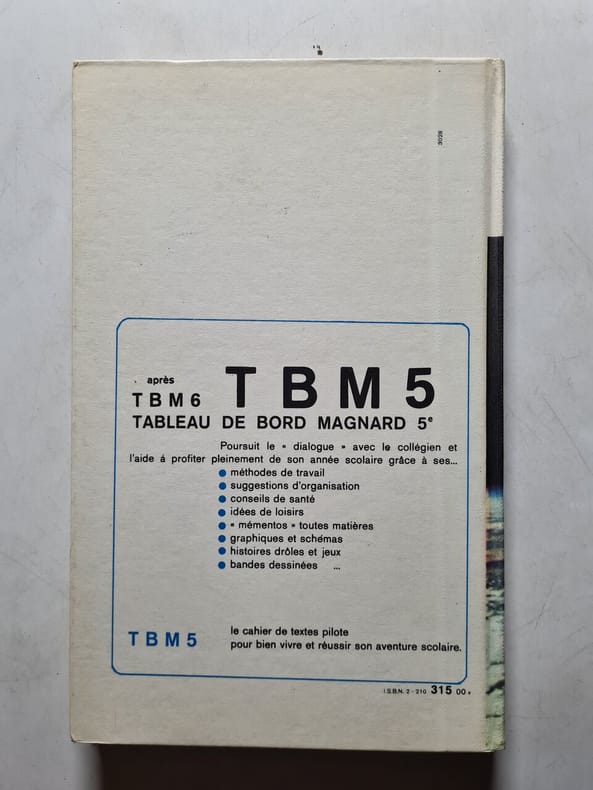 3028
après
TBM6 TBM5
TABLEAU DE BORD MAGNARD 5e
Poursuit le « dialogue » avec le collégien et
l'aide á profiter pleinement de son année scolaire grâce à ses...
● méthodes de travail
● suggestions d'organisation
● conseils de santé
● idées de loisirs
● « mémentos » toutes matières
● graphiques et schémas
● histoires drôles et jeux
● bandes dessinées ...
TBM5 le cahier de textes pilote
pour bien vivre et réussir son aventure scolaire.
I.S.B.N. 2-210 315 00